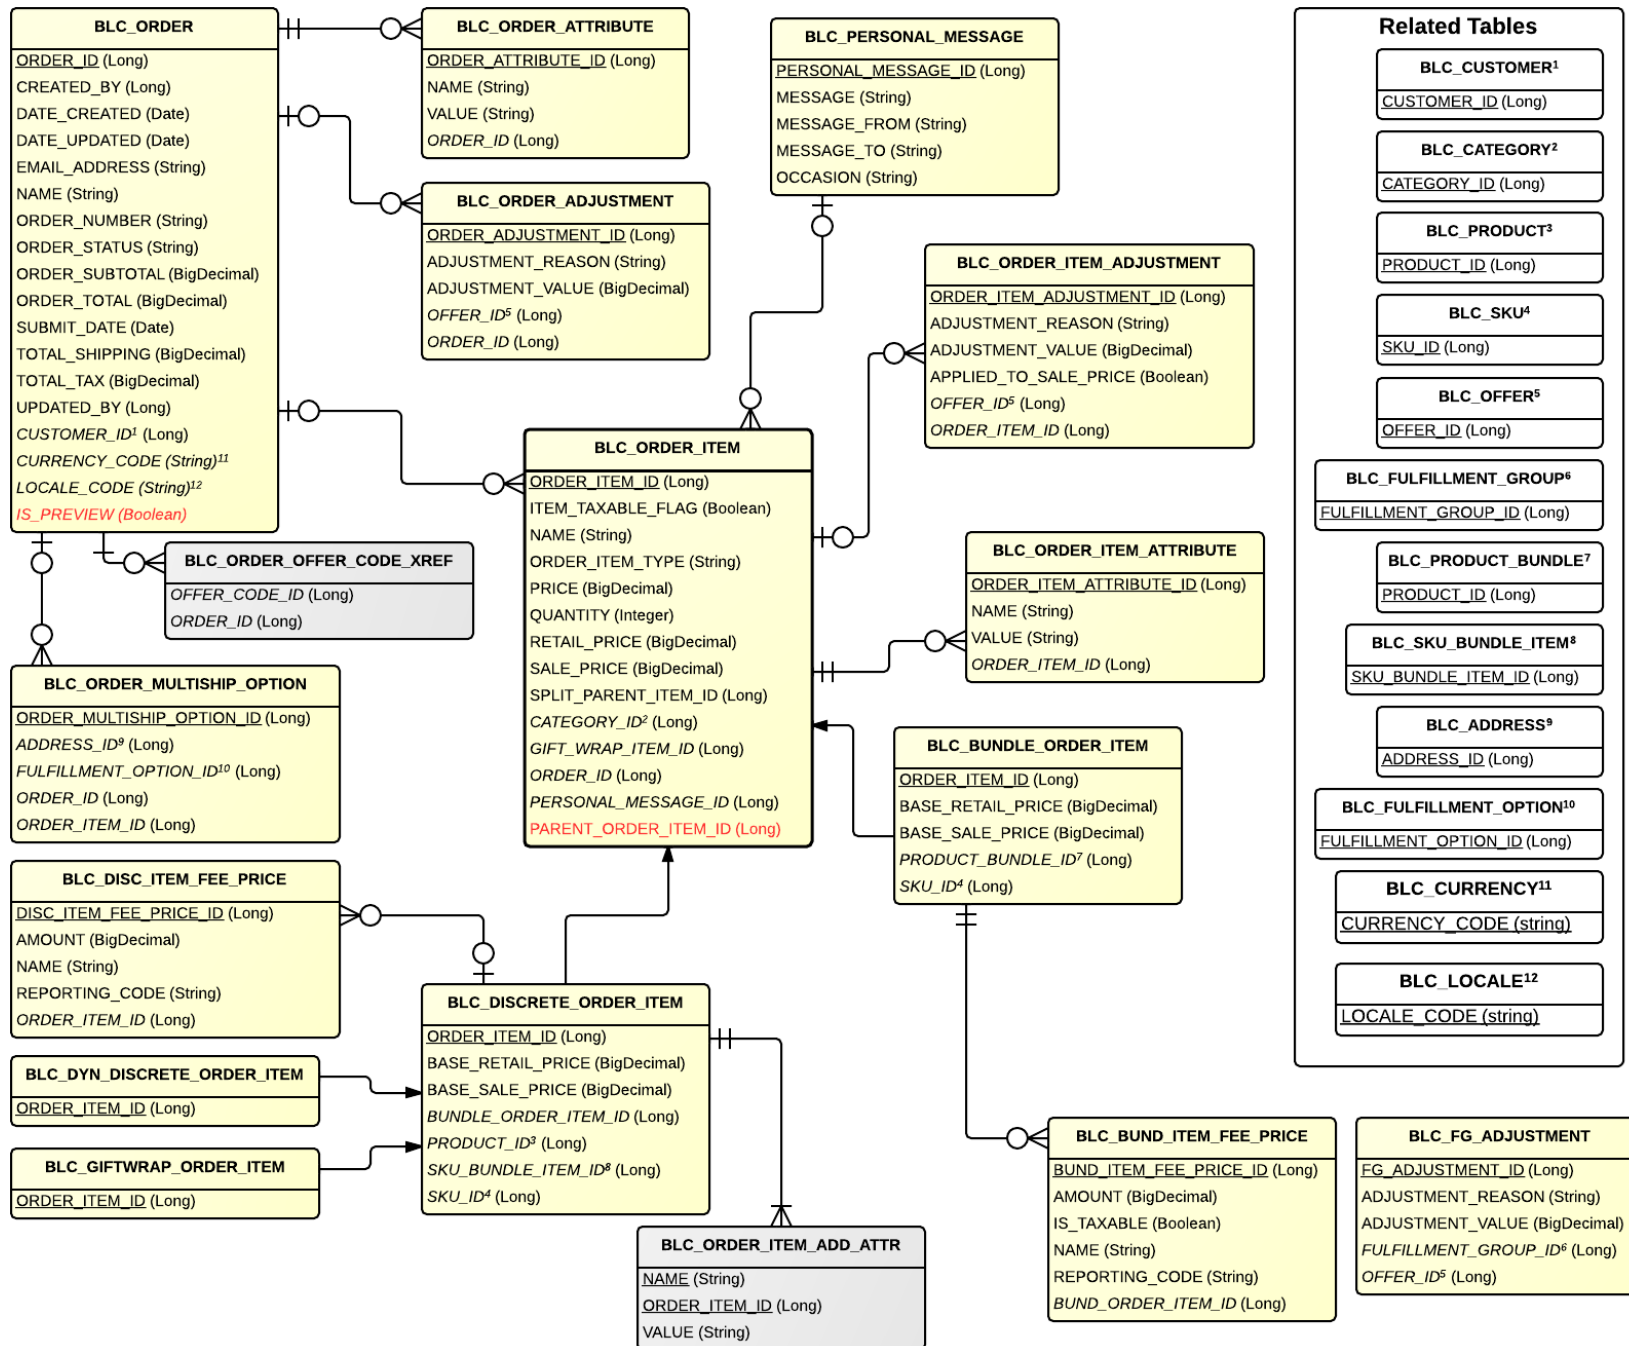 BLC_ORDER
ORDER_ID (Long)
CREATED_BY (Long)
DATE_CREATED (Date)
DATE_UPDATED (Date)
EMAIL_ADDRESS (String)
NAME (String)
ORDER_NUMBER (String)
ORDER_STATUS (String)
ORDER_SUBTOTAL (BigDecimal)
ORDER_TOTAL (BigDecimal)
SUBMIT_DATE (Date)
TOTAL_SHIPPING (BigDecimal)
TOTAL_TAX (BigDecimal)
UPDATED_BY (Long)
CUSTOMER_ID¹ (Long)
CURRENCY_CODE (String)¹¹
LOCALE_CODE (String)¹²
IS_PREVIEW (Boolean)
BLC_ORDER_ATTRIBUTE
ORDER_ATTRIBUTE_ID (Long)
NAME (String)
VALUE (String)
ORDER_ID (Long)
BLC_ORDER_ADJUSTMENT
ORDER_ADJUSTMENT_ID (Long)
ADJUSTMENT_REASON (String)
ADJUSTMENT_VALUE (BigDecimal)
OFFER_ID⁵ (Long)
ORDER_ID (Long)
BLC_PERSONAL_MESSAGE
PERSONAL_MESSAGE_ID (Long)
MESSAGE (String)
MESSAGE_FROM (String)
MESSAGE_TO (String)
OCCASION (String)
BLC_ORDER_ITEM_ADJUSTMENT
ORDER_ITEM_ADJUSTMENT_ID (Long)
ADJUSTMENT_REASON (String)
ADJUSTMENT_VALUE (BigDecimal)
APPLIED_TO_SALE_PRICE (Boolean)
OFFER_ID⁵ (Long)
ORDER_ITEM_ID (Long)
BLC_ORDER_ITEM
ORDER_ITEM_ID (Long)
ITEM_TAXABLE_FLAG (Boolean)
NAME (String)
ORDER_ITEM_TYPE (String)
PRICE (BigDecimal)
QUANTITY (Integer)
RETAIL_PRICE (BigDecimal)
SALE_PRICE (BigDecimal)
SPLIT_PARENT_ITEM_ID (Long)
CATEGORY_ID² (Long)
GIFT_WRAP_ITEM_ID (Long)
ORDER_ID (Long)
PERSONAL_MESSAGE_ID (Long)
PARENT_ORDER_ITEM_ID (Long)
BLC_ORDER_OFFER_CODE_XREF
OFFER_CODE_ID (Long)
ORDER_ID (Long)
BLC_ORDER_ITEM_ATTRIBUTE
ORDER_ITEM_ATTRIBUTE_ID (Long)
NAME (String)
VALUE (String)
ORDER_ITEM_ID (Long)
BLC_ORDER_MULTISHIP_OPTION
ORDER_MULTISHIP_OPTION_ID (Long)
ADDRESS_ID⁹ (Long)
FULFILLMENT_OPTION_ID¹⁰ (Long)
ORDER_ID (Long)
ORDER_ITEM_ID (Long)
BLC_BUNDLE_ORDER_ITEM
ORDER_ITEM_ID (Long)
BASE_RETAIL_PRICE (BigDecimal)
BASE_SALE_PRICE (BigDecimal)
PRODUCT_BUNDLE_ID⁷ (Long)
SKU_ID⁴ (Long)
BLC_DISC_ITEM_FEE_PRICE
DISC_ITEM_FEE_PRICE_ID (Long)
AMOUNT (BigDecimal)
NAME (String)
REPORTING_CODE (String)
ORDER_ITEM_ID (Long)
BLC_DISCRETE_ORDER_ITEM
ORDER_ITEM_ID (Long)
BASE_RETAIL_PRICE (BigDecimal)
BASE_SALE_PRICE (BigDecimal)
BUNDLE_ORDER_ITEM_ID (Long)
PRODUCT_ID³ (Long)
SKU_BUNDLE_ITEM_ID⁸ (Long)
SKU_ID⁴ (Long)
BLC_DYN_DISCRETE_ORDER_ITEM
ORDER_ITEM_ID (Long)
BLC_GIFTWRAP_ORDER_ITEM
ORDER_ITEM_ID (Long)
BLC_ORDER_ITEM_ADD_ATTR
NAME (String)
ORDER_ITEM_ID (Long)
VALUE (String)
BLC_BUND_ITEM_FEE_PRICE
BUND_ITEM_FEE_PRICE_ID (Long)
AMOUNT (BigDecimal)
IS_TAXABLE (Boolean)
NAME (String)
REPORTING_CODE (String)
BUND_ORDER_ITEM_ID (Long)
BLC_FG_ADJUSTMENT
FG_ADJUSTMENT_ID (Long)
ADJUSTMENT_REASON (String)
ADJUSTMENT_VALUE (BigDecimal)
FULFILLMENT_GROUP_ID⁶ (Long)
OFFER_ID⁵ (Long)
Related Tables
BLC_CUSTOMER¹
CUSTOMER_ID (Long)
BLC_CATEGORY²
CATEGORY_ID (Long)
BLC_PRODUCT³
PRODUCT_ID (Long)
BLC_SKU⁴
SKU_ID (Long)
BLC_OFFER⁵
OFFER_ID (Long)
BLC_FULFILLMENT_GROUP⁶
FULFILLMENT_GROUP_ID (Long)
BLC_PRODUCT_BUNDLE⁷
PRODUCT_ID (Long)
BLC_SKU_BUNDLE_ITEM⁸
SKU_BUNDLE_ITEM_ID (Long)
BLC_ADDRESS⁹
ADDRESS_ID (Long)
BLC_FULFILLMENT_OPTION¹⁰
FULFILLMENT_OPTION_ID (Long)
BLC_CURRENCY¹¹
CURRENCY_CODE (string)
BLC_LOCALE¹²
LOCALE_CODE (string)